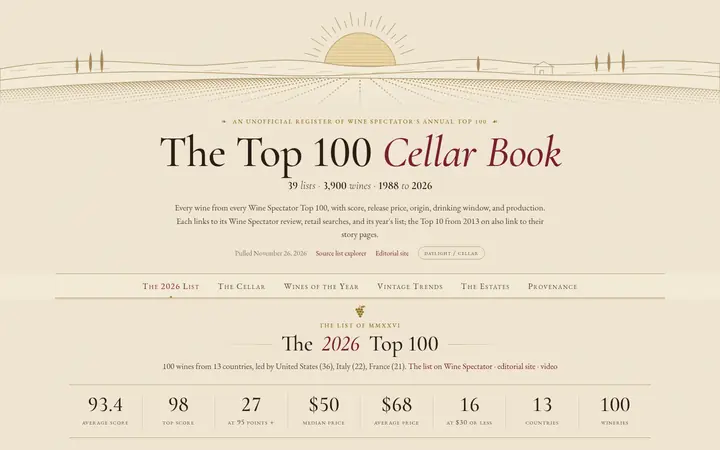 AN UNOFFICIAL REGISTER OF WINE SPECTATOR'S ANNUAL TOP 100
The Top 100 Cellar Book
39 lists · 3,900 wines · 1988 to 2026
Every wine from every Wine Spectator Top 100, with score, release price, origin, drinking window, and production.
Each links to its Wine Spectator review, retail searches, and its year's list; the Top 10 from 2013 on also link to their
story pages.
Pulled November 26, 2026 Source list explorer Editorial site DAYLIGHT / CELLAR
THE 2026 LIST THE CELLAR WINES OF THE YEAR VINTAGE TRENDS THE ESTATES PROVENANCE
THE LIST OF MMXXVI
The 2026 Top 100
100 wines from 13 countries, led by United States (36), Italy (22), France (21). The list on Wine Spectator · editorial site · video
93.4 98 27 $50 $68 16 13 100
AVERAGE SCORE TOP SCORE AT 95 POINTS + MEDIAN PRICE AVERAGE PRICE AT $30 OR LESS COUNTRIES WINERIES